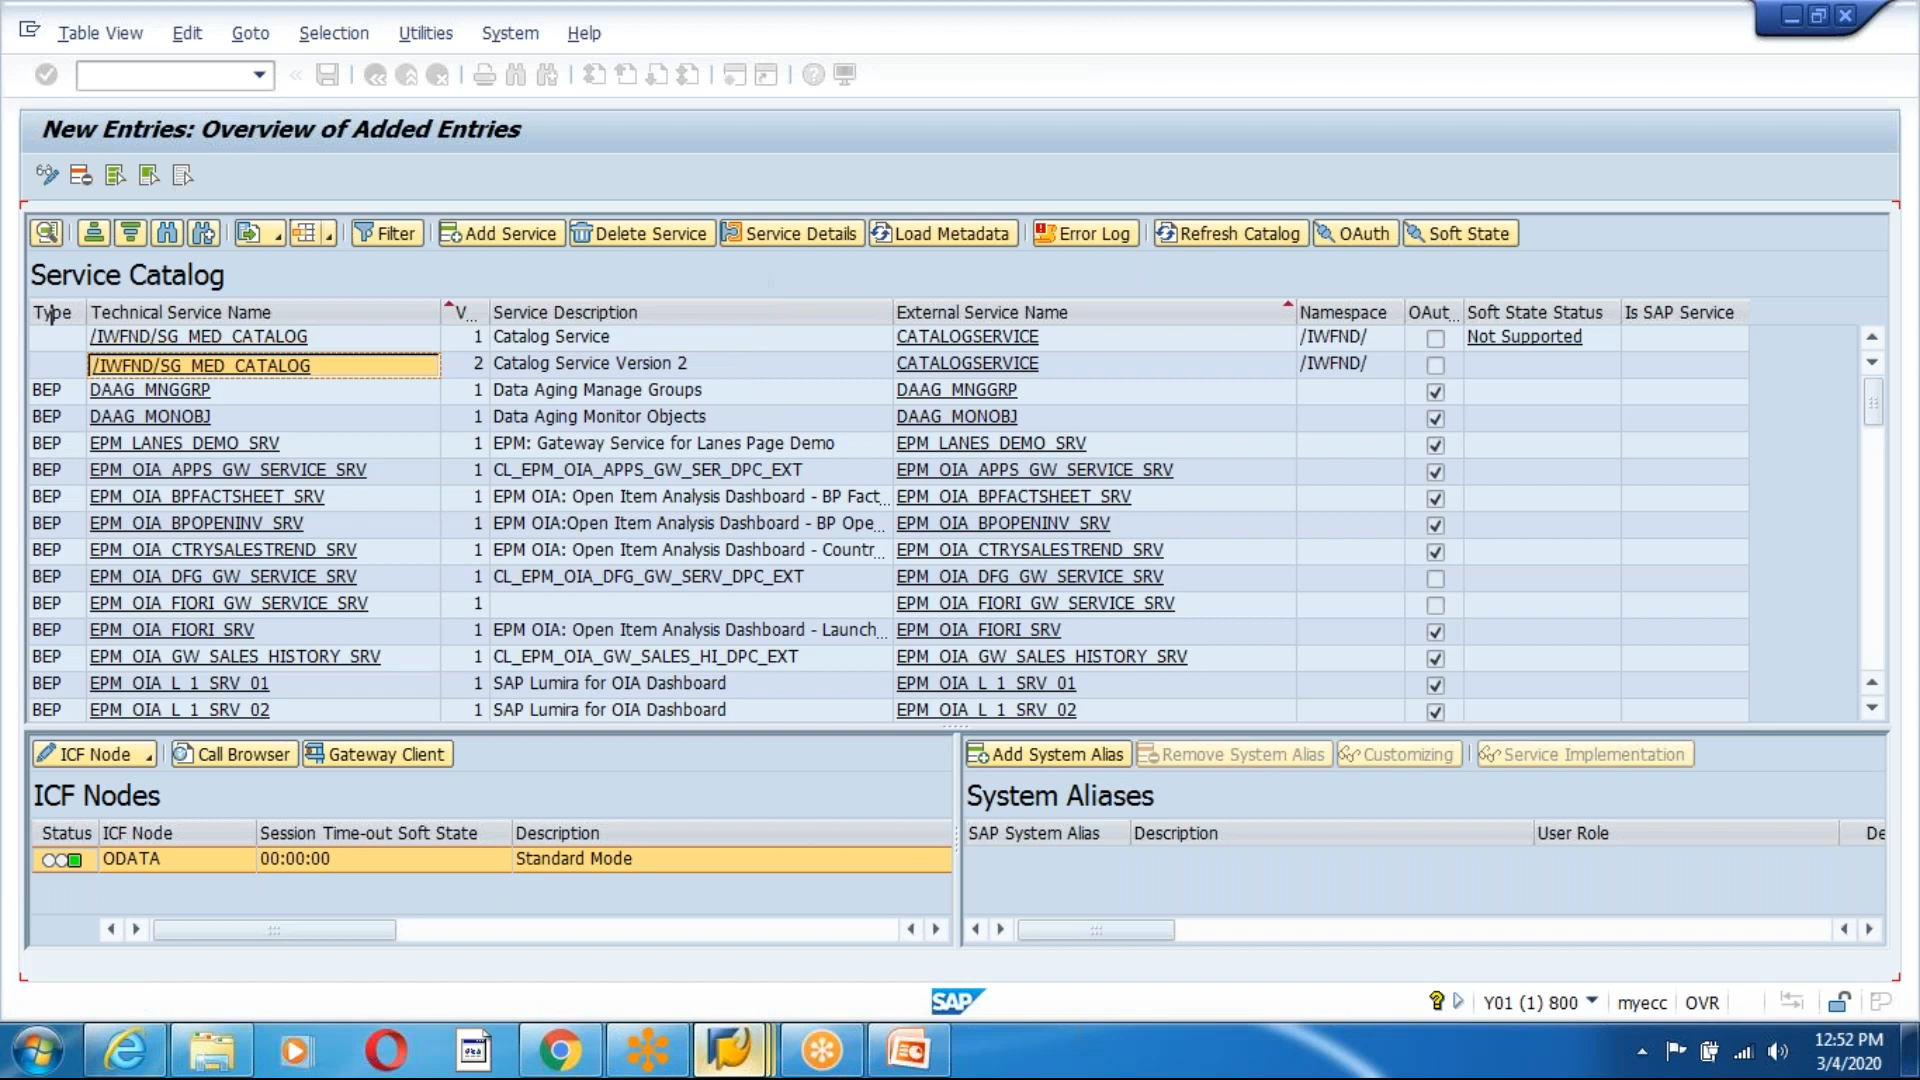 Table View Edit Goto Selection Utilities System Help
New Entries: Overview of Added Entries
Filter Add Service Delete Service Service Details Load Metadata Error Log Refresh Catalog OAuth Soft State
Service Catalog
Type Technical Service Name V... Service Description External Service Name Namespace OAut... Soft State Status Is SAP Service
/IWFND/SG_MED_CATALOG 1 Catalog Service CATALOGSERVICE /IWFND/ Not Supported
/IWFND/SG_MED_CATALOG 2 Catalog Service Version 2 CATALOGSERVICE /IWFND/
BEP DAAG_MNGGRP 1 Data Aging Manage Groups DAAG_MNGGRP
BEP DAAG_MONOBJ 1 Data Aging Monitor Objects DAAG_MONOBJ
BEP EPM_LANES_DEMO_SRV 1 EPM: Gateway Service for Lanes Page Demo EPM_LANES_DEMO_SRV
BEP EPM_OIA_APPS_GW_SERVICE_SRV 1 CL_EPM_OIA_APPS_GW_SER_DPC_EXT EPM_OIA_APPS_GW_SERVICE_SRV
BEP EPM_OIA_BPFACTSHEET_SRV 1 EPM OIA: Open Item Analysis Dashboard - BP Fact... EPM_OIA_BPFACTSHEET_SRV
BEP EPM_OIA_BPOPENINV_SRV 1 EPM OIA:Open Item Analysis Dashboard - BP Ope... EPM_OIA_BPOPENINV_SRV
BEP EPM_OIA_CTRYSALESTREND_SRV 1 EPM OIA: Open Item Analysis Dashboard - Countr... EPM_OIA_CTRYSALESTREND_SRV
BEP EPM_OIA_DFG_GW_SERVICE_SRV 1 CL_EPM_OIA_DFG_GW_SERV_DPC_EXT EPM_OIA_DFG_GW_SERVICE_SRV
BEP EPM_OIA_FIORI_GW_SERVICE_SRV 1 EPM_OIA_FIORI_GW_SERVICE_SRV
BEP EPM_OIA_FIORI_SRV 1 EPM OIA: Open Item Analysis Dashboard - Launch... EPM_OIA_FIORI_SRV
BEP EPM_OIA_GW_SALES_HISTORY_SRV 1 CL_EPM_OIA_GW_SALES_HI_DPC_EXT EPM_OIA_GW_SALES_HISTORY_SRV
BEP EPM_OIA_L_1_SRV_01 1 SAP Lumira for OIA Dashboard EPM_OIA_L_1_SRV_01
BEP EPM_OIA_L_1_SRV_02 1 SAP Lumira for OIA Dashboard EPM_OIA_L_1_SRV_02
ICF Node Call Browser Gateway Client Add System Alias Remove System Alias Customizing Service Implementation
ICF Nodes System Aliases
Status ICF Node Session Time-out Soft State Description SAP System Alias Description User Role De
ODATA 00:00:00 Standard Mode
SAP Y01 (1) 800 myecc OVR
12:52 PM
3/4/2020